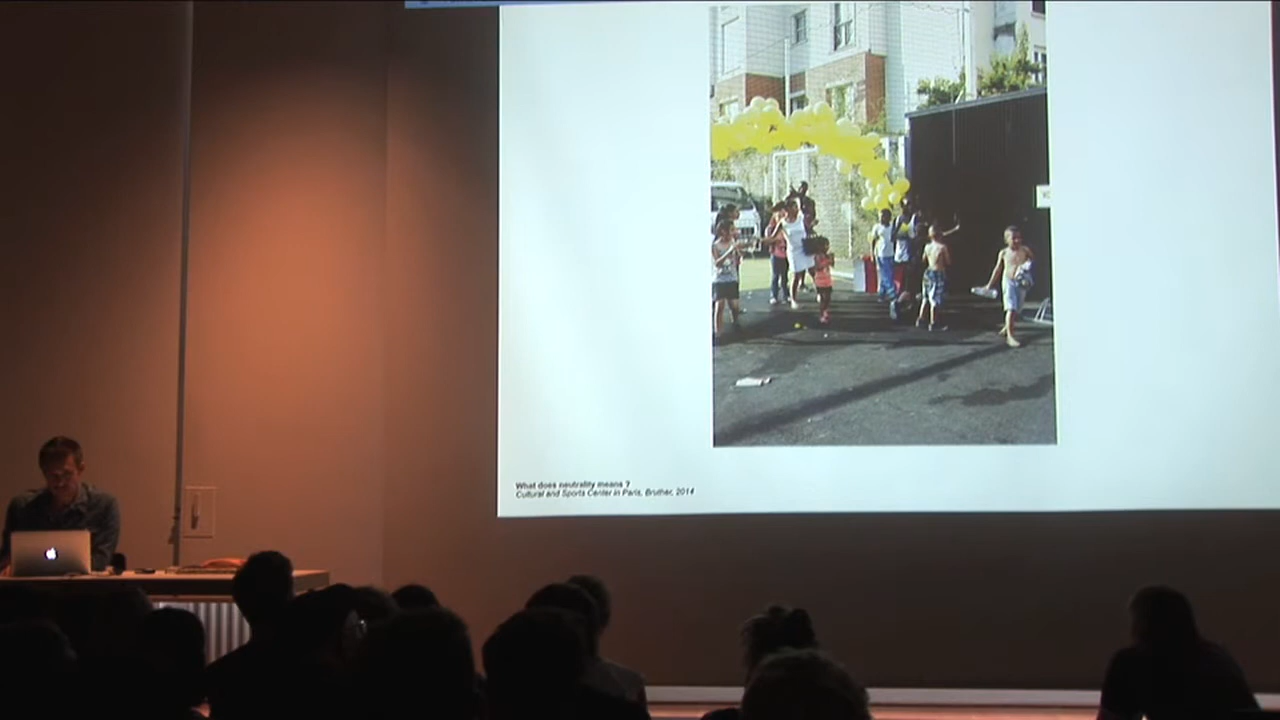 What does neutrality means ?
Cultural and Sports Center in Paris, Bruther, 2014